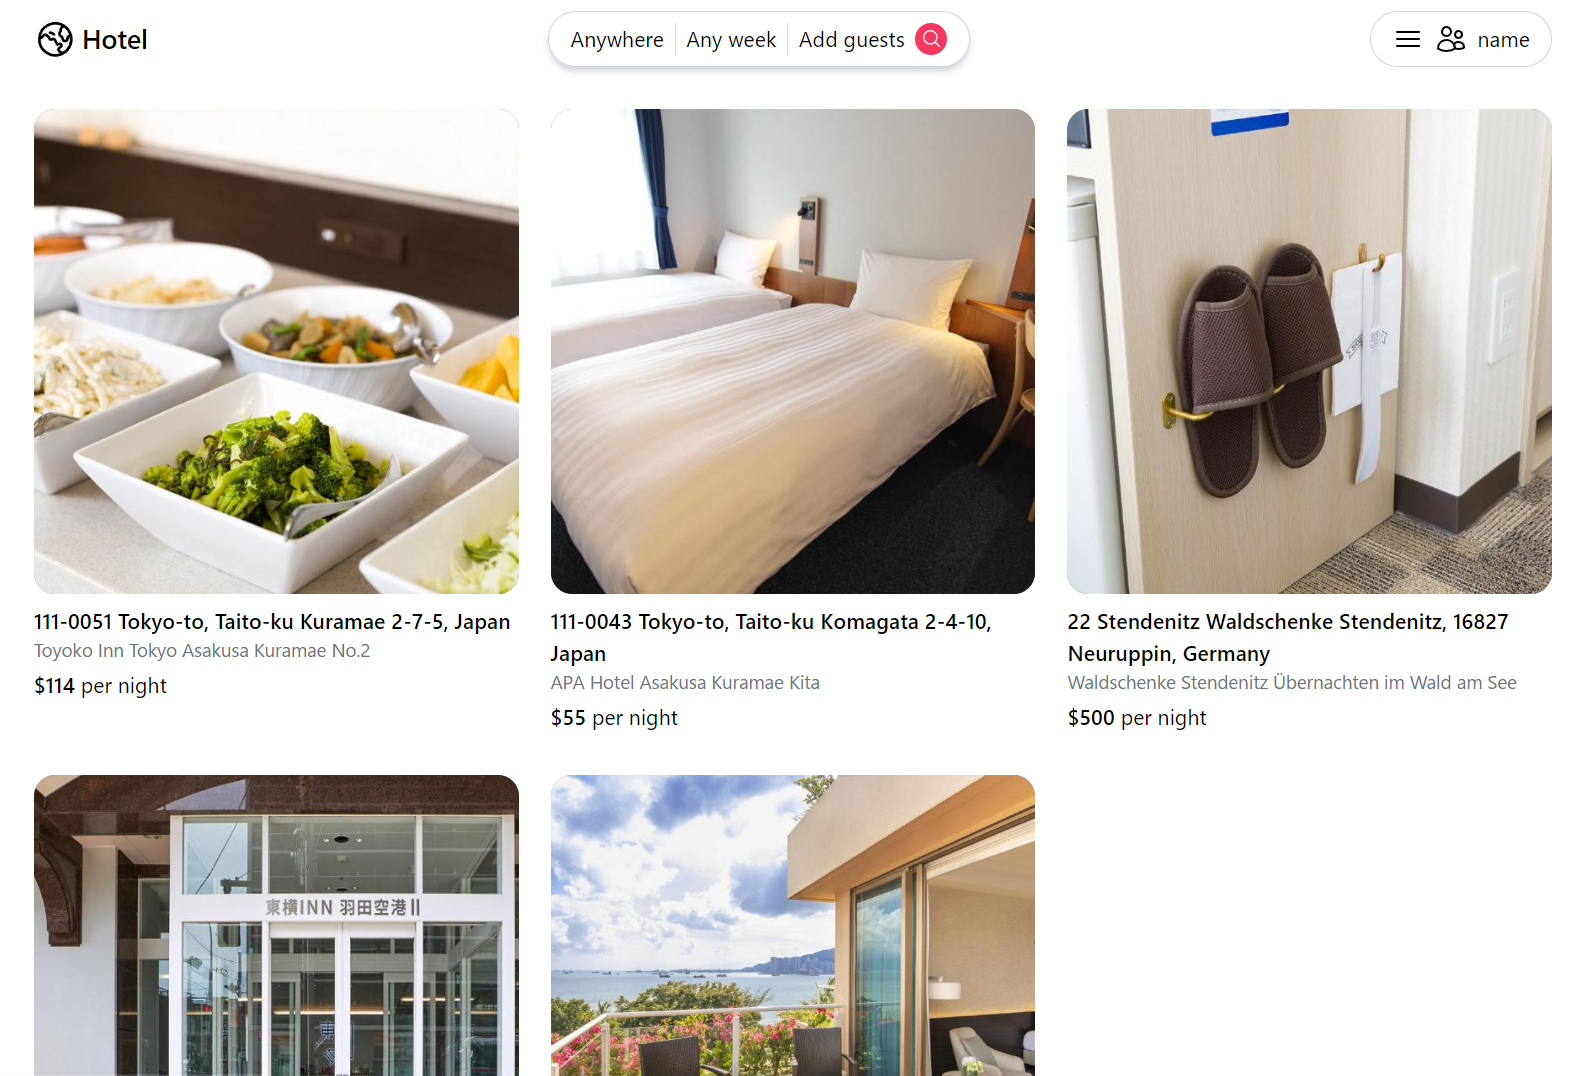 Hotel
Anywhere
Any week
Add guests
name
111-0051 Tokyo-to, Taito-ku Kuramae 2-7-5, Japan
Toyoko Inn Tokyo Asakusa Kuramae No.2
$114 per night
111-0043 Tokyo-to, Taito-ku Komagata 2-4-10,
Japan
APA Hotel Asakusa Kuramae Kita
$55 per night
22 Stendenitz Waldschenke Stendenitz, 16827
Neuruppin, Germany
Waldschenke Stendenitz Übernachten im Wald am See
$500 per night
東横INN 羽田空港II